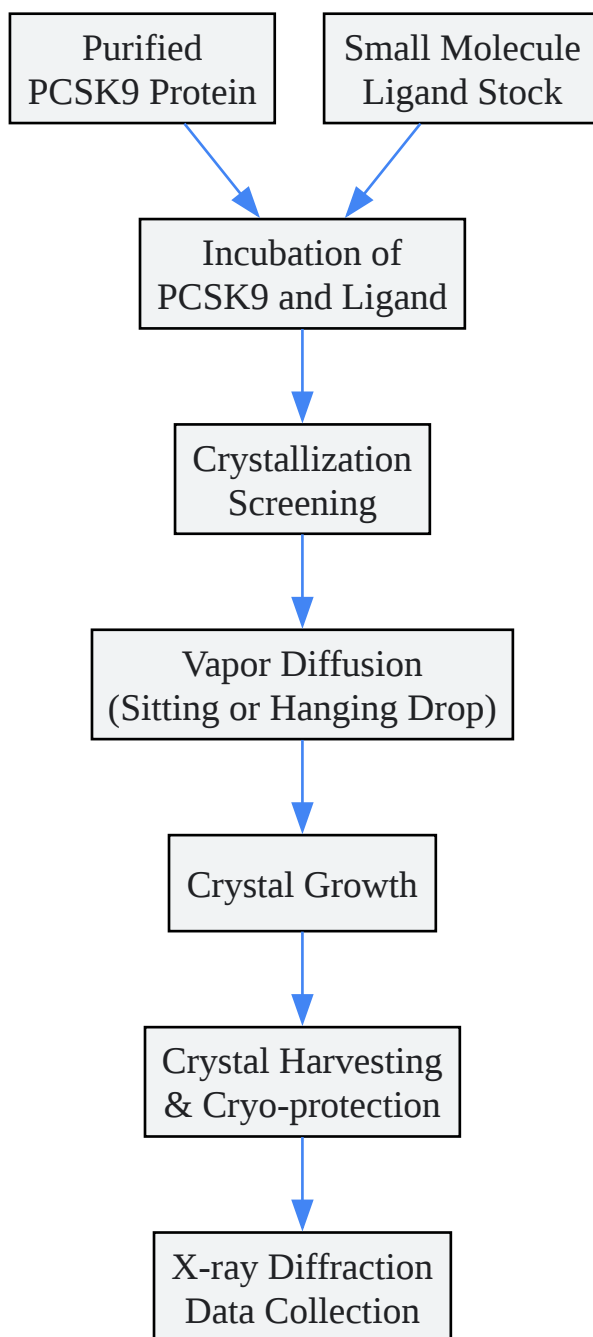 Purified
PCSK9 Protein
Small Molecule
Ligand Stock
Incubation of
PCSK9 and Ligand
Crystallization
Screening
Vapor Diffusion
(Sitting or Hanging Drop)
Crystal Growth
Crystal Harvesting
& Cryo-protection
X-ray Diffraction
Data Collection